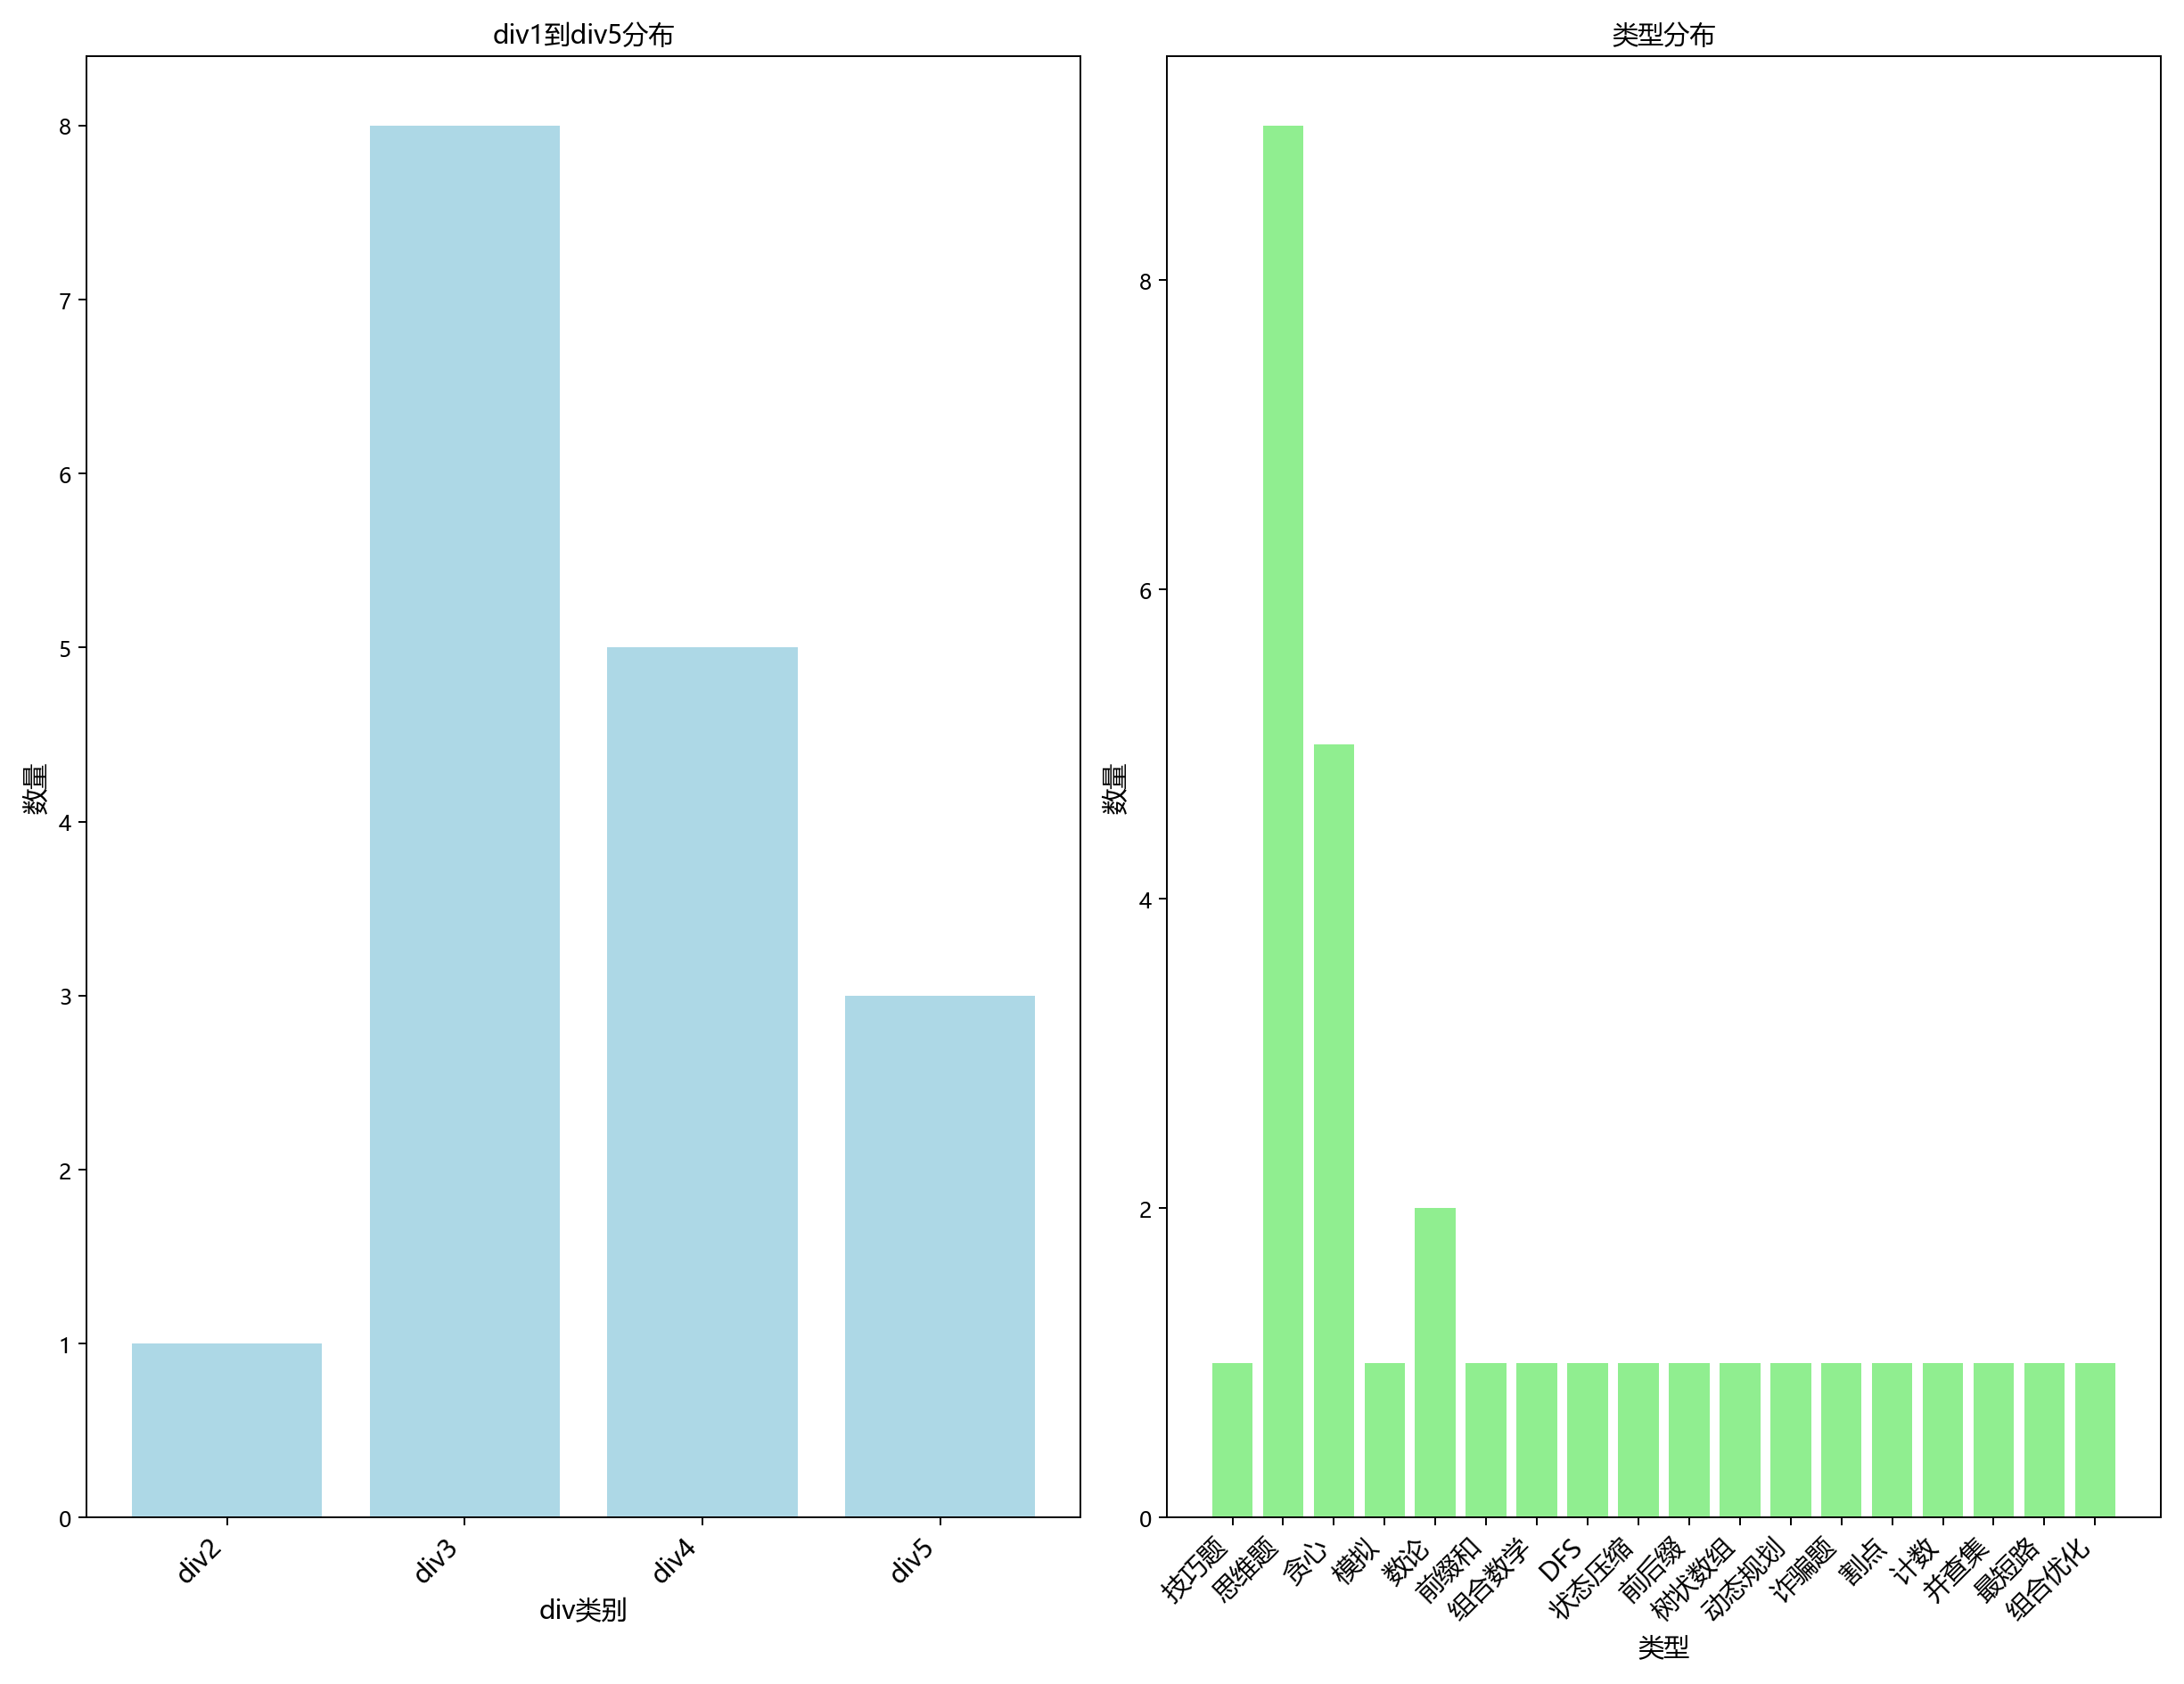 div1到div5分布
8
7
6
5
4
3
2
1
0
数量
div2
div3
div4
div5
div类别
类型分布
8
6
4
2
0
数量
技巧题
思维题
贪心
模拟
数论
前缀和
组合数学
DFS
状态压缩
前后缀
树状数组
动态规划
诈骗题
割点
计数
并查集
最短路
组合优化
类型